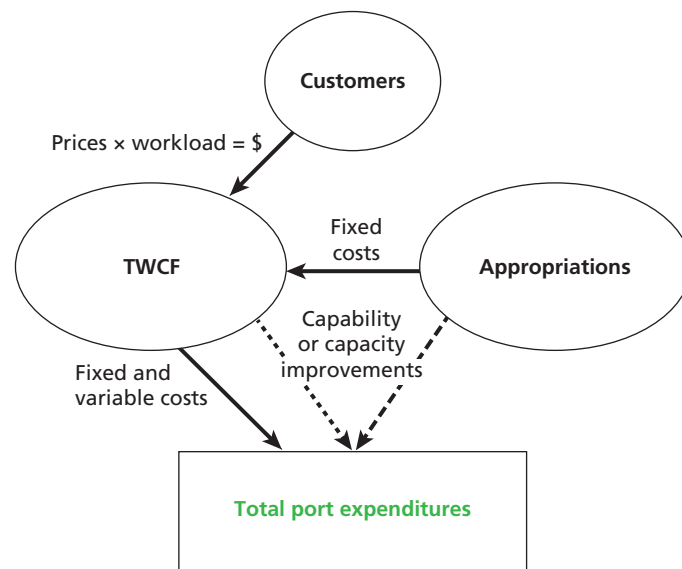 Customers
Prices × workload = $
Fixed
costs
TWCF
Appropriations
Capability
or capacity
improvements
Fixed and
variable costs
Total port expenditures